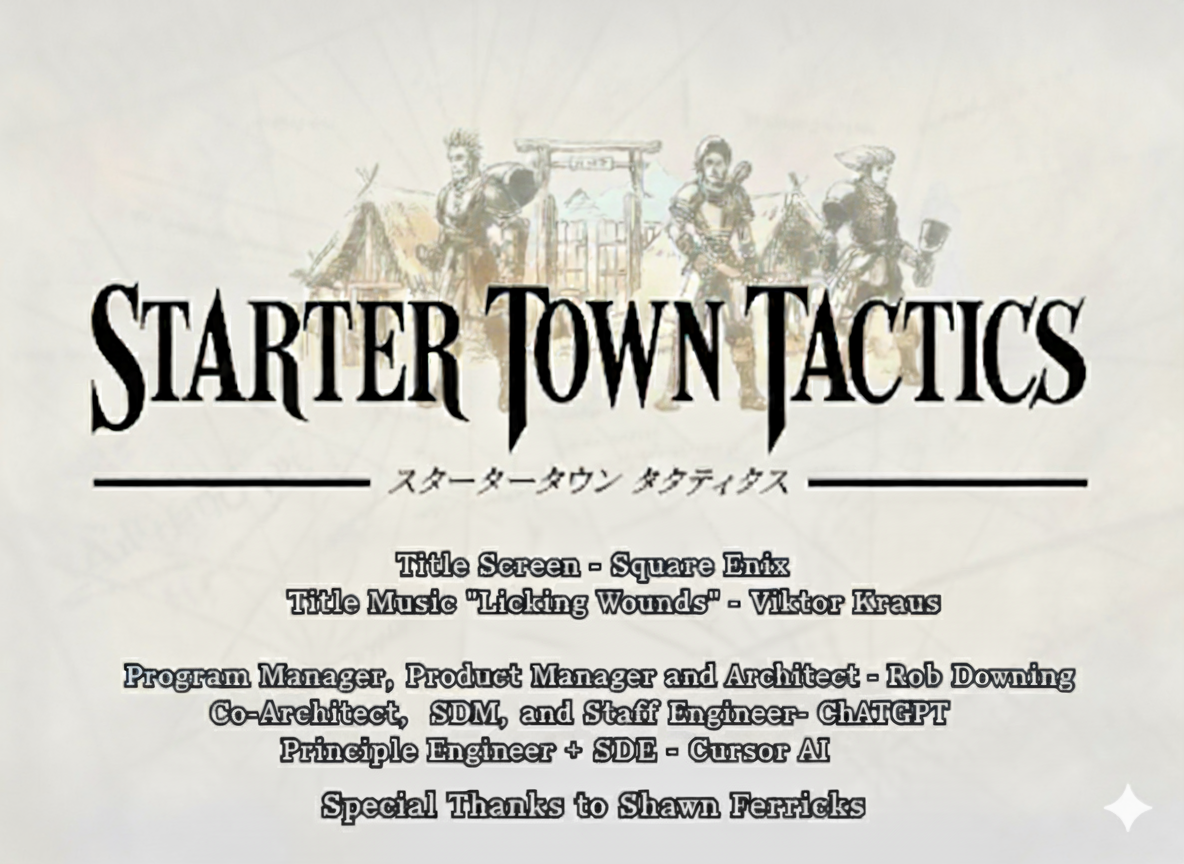 STARTER TOWN TACTICS
スタータータウン タクティクス
Title Screen - Square Enix
Title Music "Licking Wounds" - Viktor Kraus
Program Manager, Product Manager and Architect - Rob Downing
Co-Architect, SDM, and Staff Engineer- ChATGPT
Principle Engineer + SDE - Cursor AI
Special Thanks to Shawn Ferricks